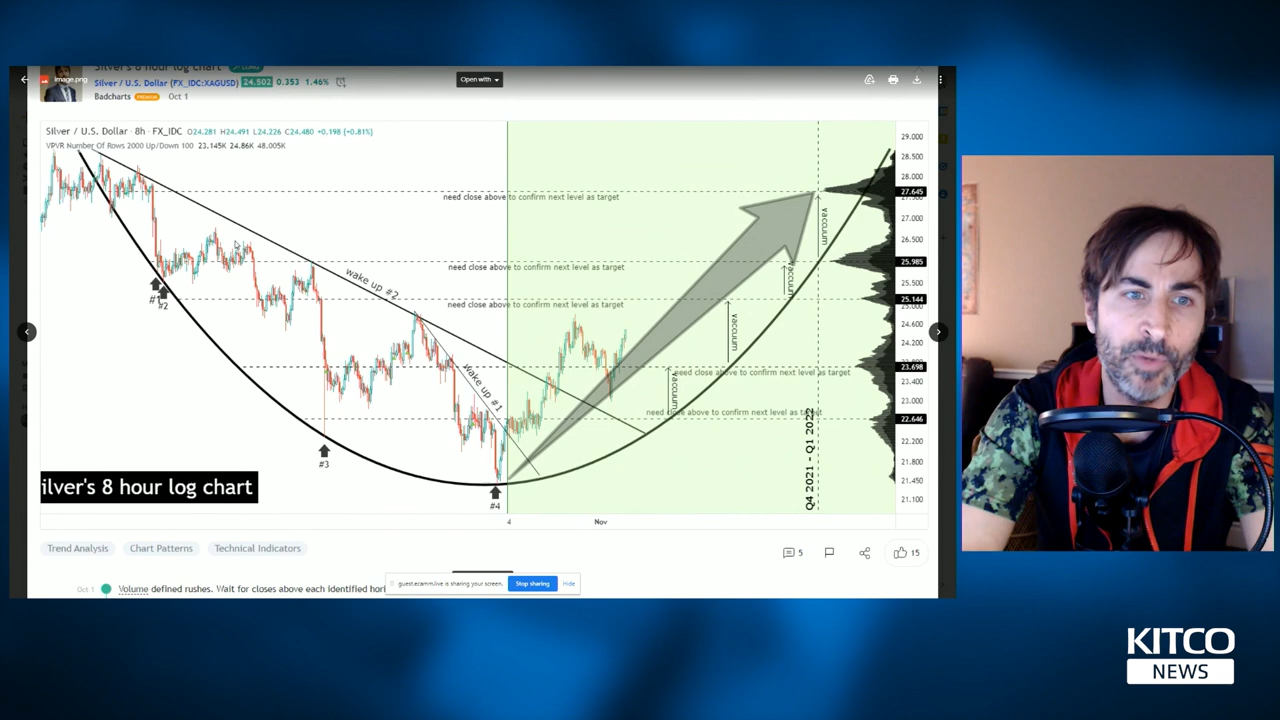 image.png
Open with
Silver's 8 hour log chart
Silver / U.S. Dollar (FX_IDC:XAGUSD) 24.502 0.353 1.46%
Badcharts Oct 1
Silver / U.S. Dollar · 8h · FX_IDC O24.281 H24.491 L24.226 C24.480 +0.198 (+0.81%)
VPVR Number Of Rows 2000 Up/Down 100 23.145K 24.86K 48.005K
29.000
28.500
28.000
27.645
27.000
26.500
25.985
25.500
25.144
24.600
24.200
23.698
23.400
23.000
22.646
22.200
21.800
21.450
21.100
need close above to confirm next level as target
need close above to confirm next level as target
need close above to confirm next level as target
need close above to confirm next level as target
need close above to confirm next level as target
vacuum
vacuum
vacuum
vacuum
wake up #2
wake up #1
#2
#3
#4
Q4 2021 - Q1 2022
ilver's 8 hour log chart
4 Nov
Trend Analysis Chart Patterns Technical Indicators
5 15
guest.ecamm.live is sharing your screen. Stop sharing Hide
Oct 1 Volume defined rushes. Wait for closes above each identified hori
KITCO
NEWS